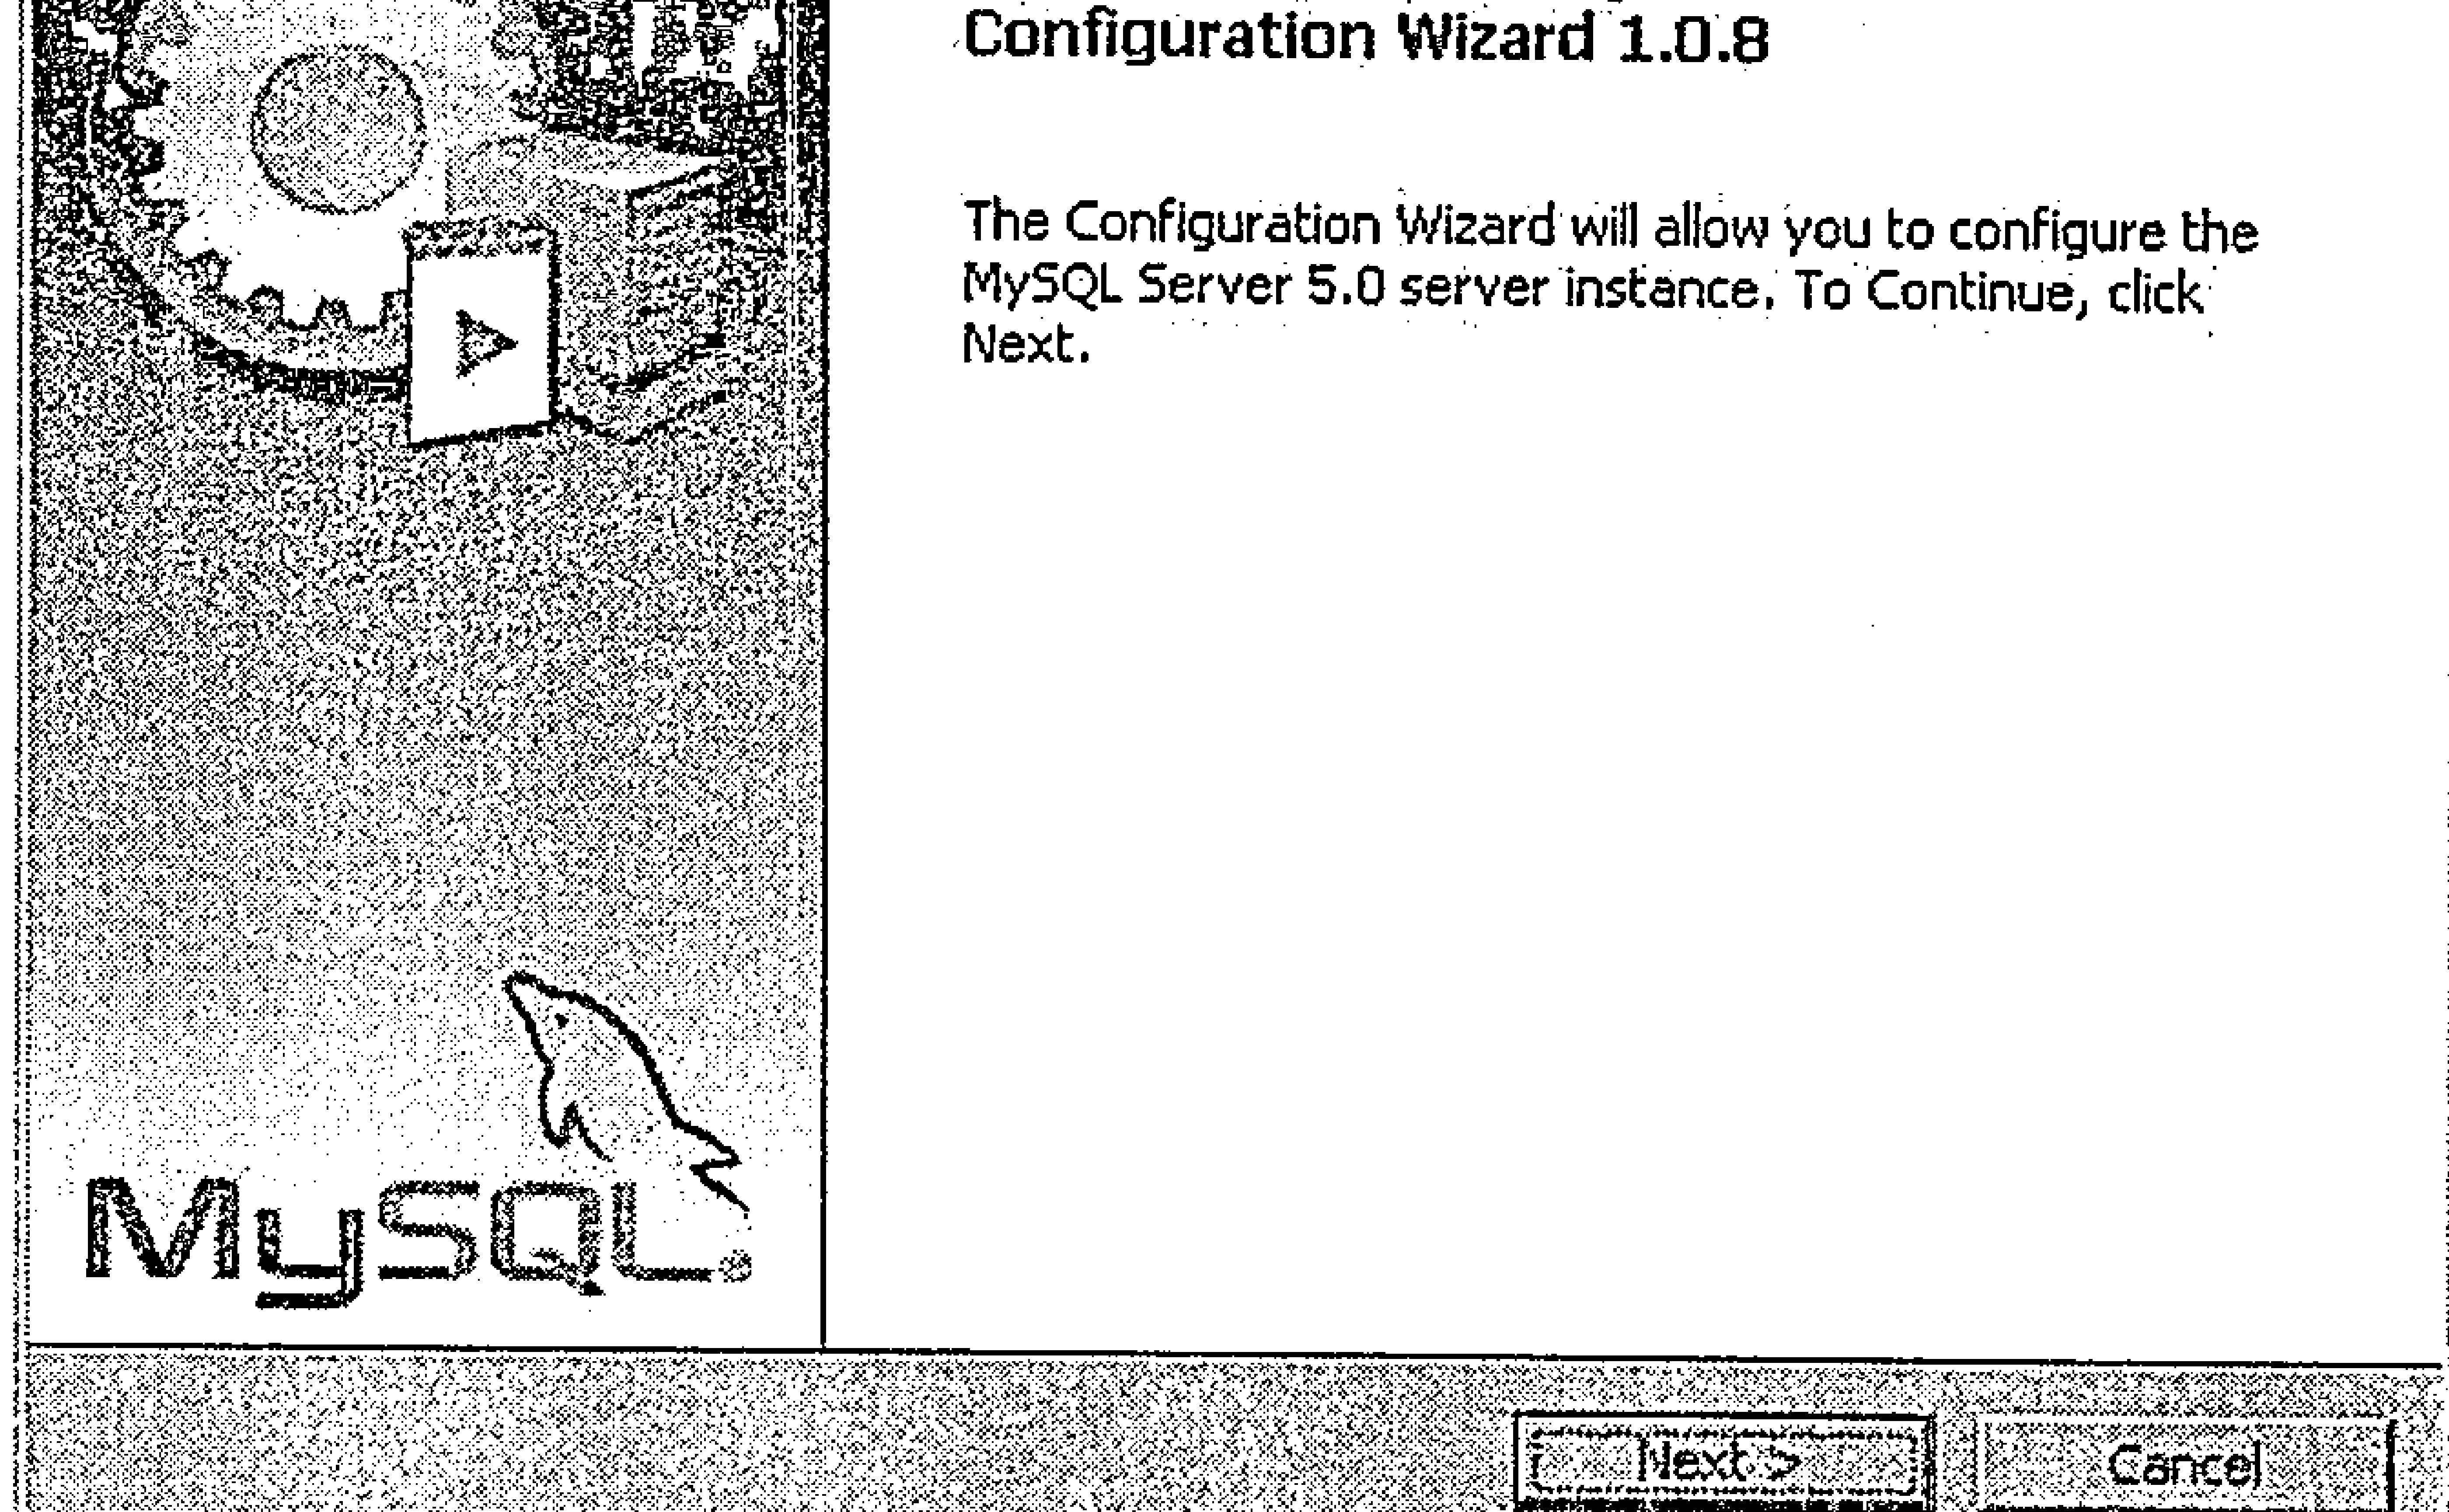 Configuration Wizard 1.0.8
The Configuration Wizard will allow you to configure the
MySQL Server 5.0 server instance. To Continue, click
Next.
MySQL
Next > Cancel